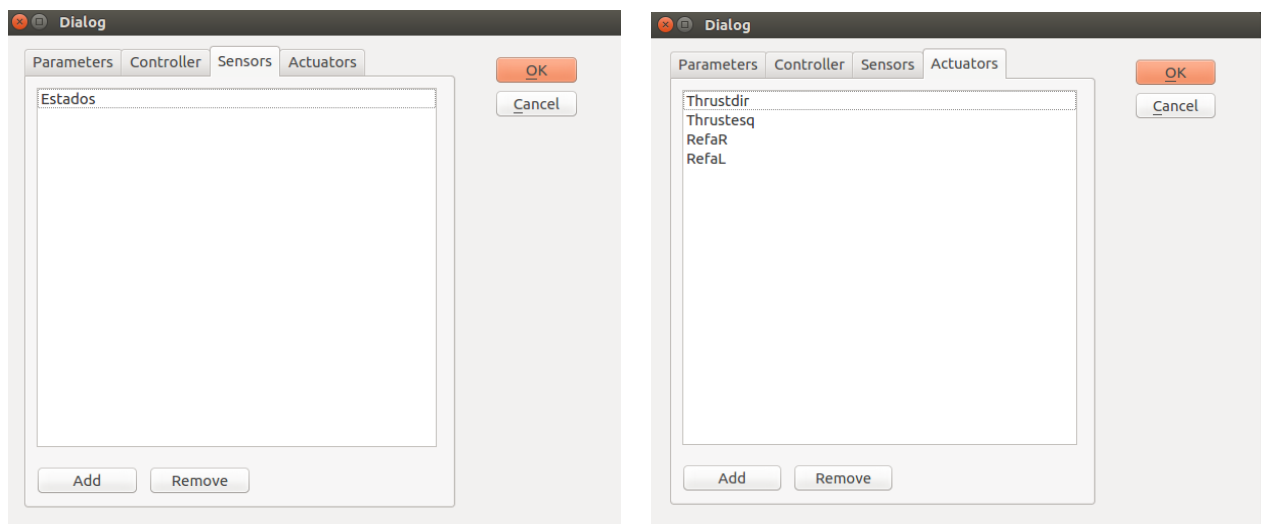 Dialog
Parameters Controller Sensors Actuators
OK
Cancel
Estados
Add Remove
Dialog
Parameters Controller Sensors Actuators
OK
Cancel
Thrustdir
Thrustesq
RefaR
RefaL
Add Remove